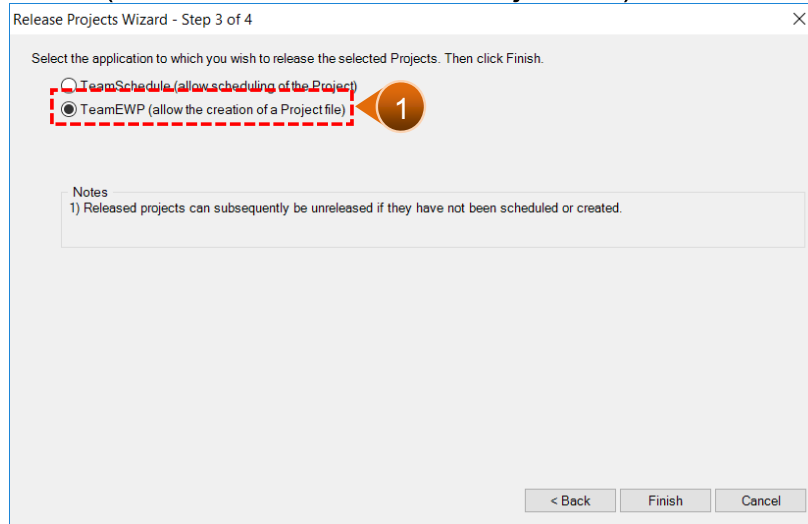 Release Projects Wizard - Step 3 of 4
Select the application to which you wish to release the selected Projects. Then click Finish.
TeamSchedule (allow scheduling of the Project)
TeamEWP (allow the creation of a Project file)
1
Notes
1) Released projects can subsequently be unreleased if they have not been scheduled or created.
< Back Finish Cancel